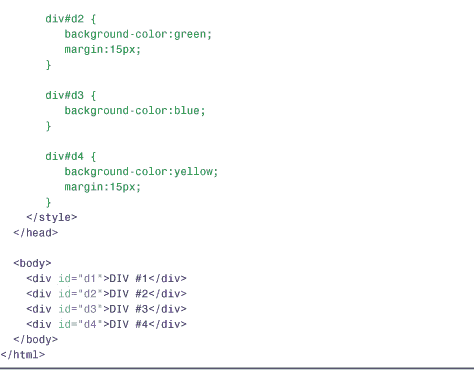 div#d2 {
background-color:green;
margin:15px;
}
div#d3 {
background-color:blue;
}
div#d4 {
background-color:yellow;
margin:15px;
}
</style>
</head>
<body>
<div id="d1">DIV #1</div>
<div id="d2">DIV #2</div>
<div id="d3">DIV #3</div>
<div id="d4">DIV #4</div>
</body>
</html>